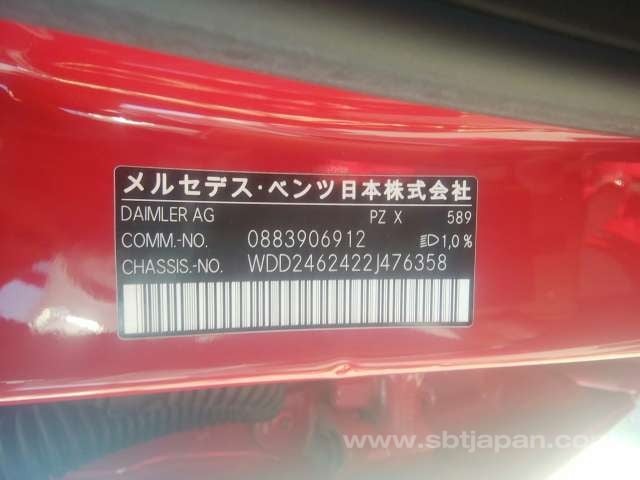 メルセデス・ベンツ日本株式会社
DAIMLER AG PZ X 589
COMM.-NO. 0883906912 1,0%
CHASSIS.-NO. WDD2462422J476358
www.sbtjapan.com